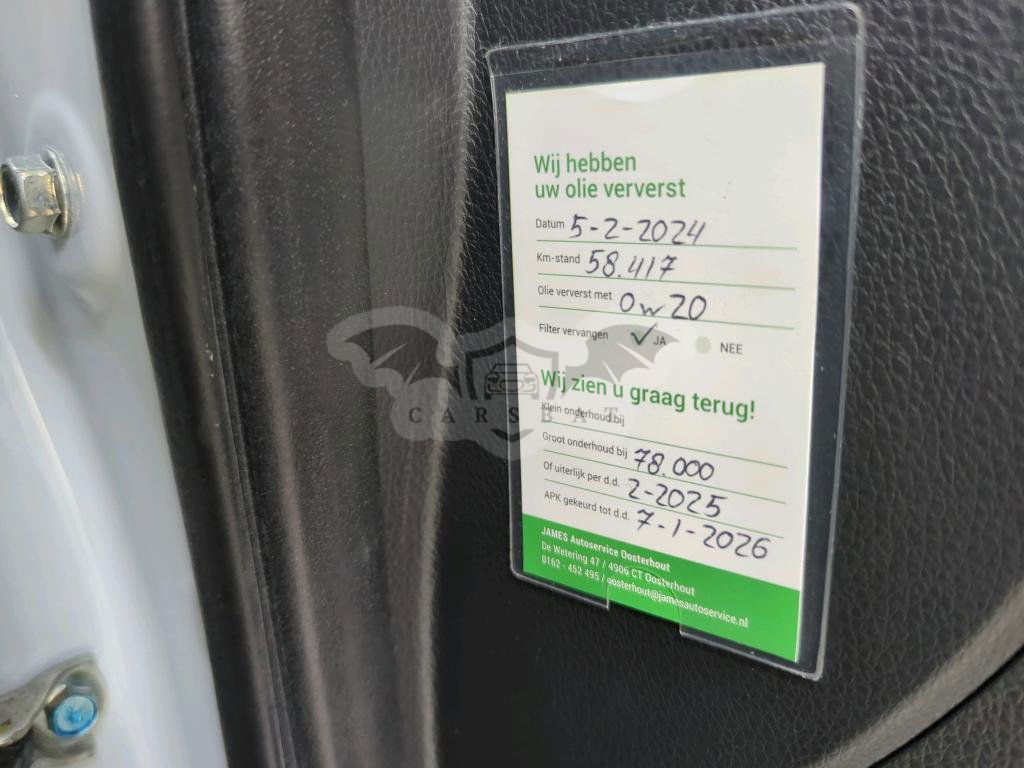 Wij hebben
uw olie ververst
Datum 5-2-2024
Km-stand 58.417
Olie ververst met 0w20
Filter vervangen JA NEE
CARSBAT
Wij zien u graag terug!
Klein onderhoud bij
Groot onderhoud bij 78.000
Of uiterlijk per d.d. 2-2025
APK gekeurd tot d.d. 7-1-2026
JAMES Autoservice Oosterhout
De Wetering 47 / 4906 CT Oosterhout
0162 - 452 495 / oosterhout@jamesautoservice.nl